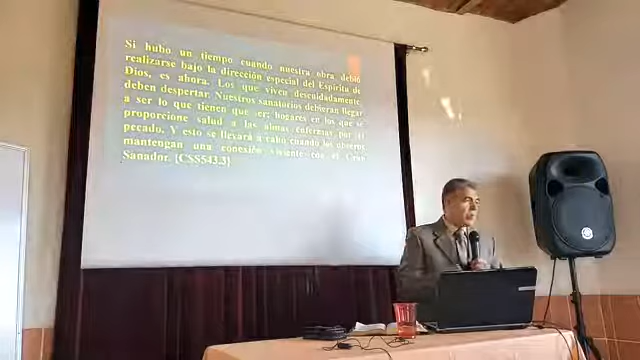 Si hubo un tiempo cuando nuestra obra debió
realizarse bajo la dirección especial del Espíritu de
Dios, es ahora. Los que viven descuidadamente,
deben despertar. Nuestros sanatorios debieran llegar
a ser lo que tienen que ser: hogares en los que se
proporcione salud a las almas enfermas por el
pecado. Y esto se llevará a cabo cuando los obreros
mantengan una conexión viviente con el Gran
Sanador. {CSS543.3}